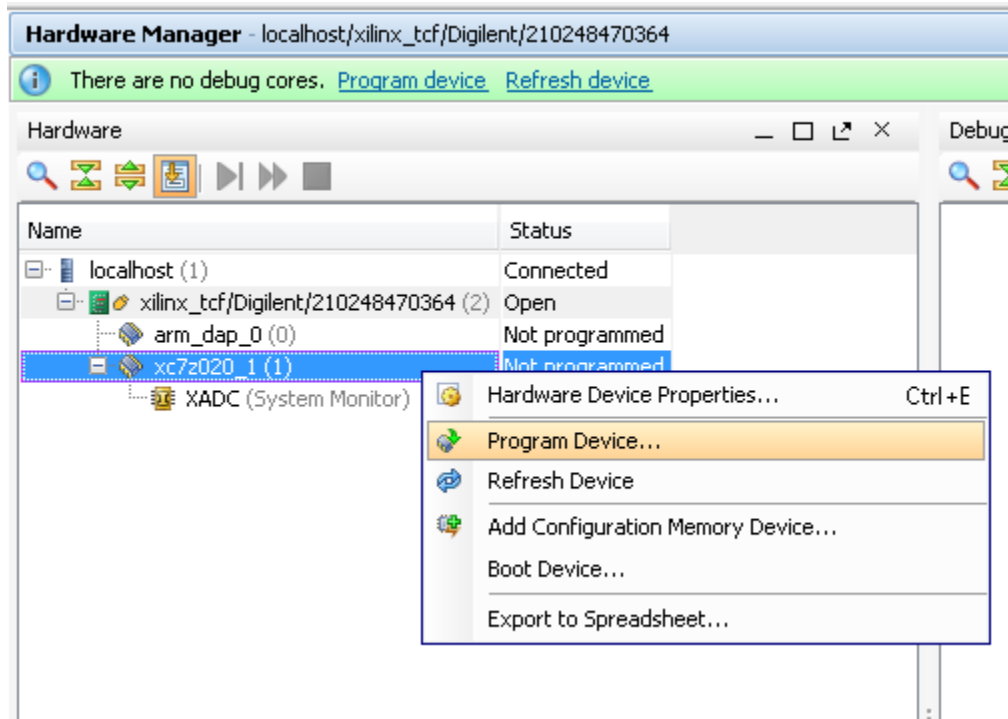 Hardware Manager - localhost/xilinx_tcf/Digilent/210248470364
There are no debug cores. Program device Refresh device
Hardware
Debug
Name Status
localhost (1) Connected
xilinx_tcf/Digilent/210248470364 (2) Open
arm_dap_0 (0) Not programmed
xc7z020_1 (1) Not programmed
XADC (System Monitor)
Hardware Device Properties... Ctrl+E
Program Device...
Refresh Device
Add Configuration Memory Device...
Boot Device...
Export to Spreadsheet...